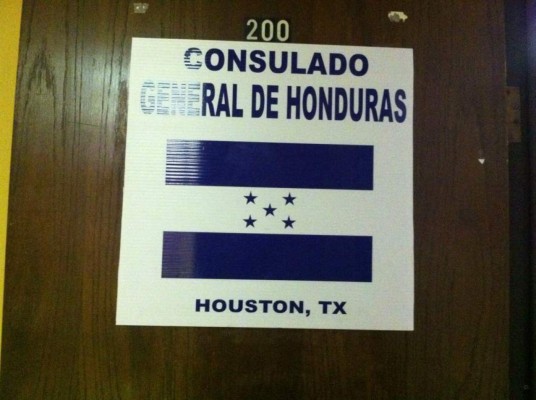 200
CONSULADO
GENERAL DE HONDURAS
HOUSTON, TX